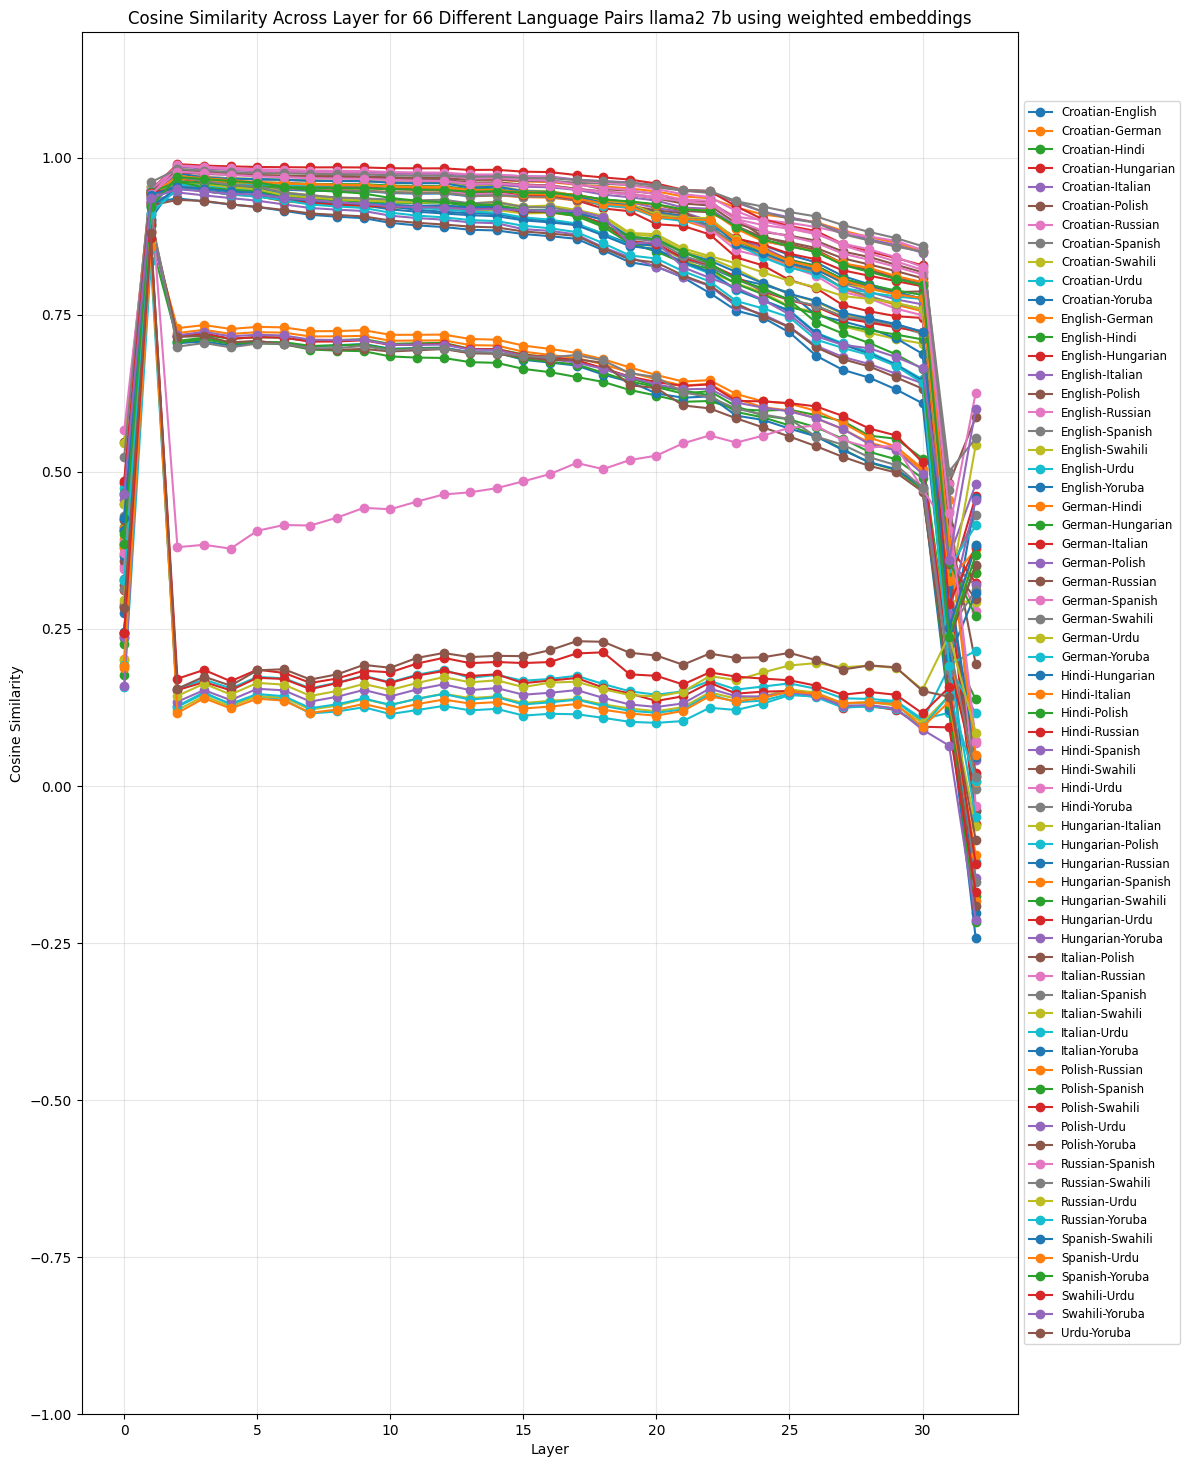 Cosine Similarity Across Layer for 66 Different Language Pairs llama2 7b using weighted embeddings
1.00
0.75
0.50
0.25
0.00
−0.25
−0.50
−0.75
−1.00
Cosine Similarity
0 5 10 15 20 25 30
Layer
Croatian-English
Croatian-German
Croatian-Hindi
Croatian-Hungarian
Croatian-Italian
Croatian-Polish
Croatian-Russian
Croatian-Spanish
Croatian-Swahili
Croatian-Urdu
Croatian-Yoruba
English-German
English-Hindi
English-Hungarian
English-Italian
English-Polish
English-Russian
English-Spanish
English-Swahili
English-Urdu
English-Yoruba
German-Hindi
German-Hungarian
German-Italian
German-Polish
German-Russian
German-Spanish
German-Swahili
German-Urdu
German-Yoruba
Hindi-Hungarian
Hindi-Italian
Hindi-Polish
Hindi-Russian
Hindi-Spanish
Hindi-Swahili
Hindi-Urdu
Hindi-Yoruba
Hungarian-Italian
Hungarian-Polish
Hungarian-Russian
Hungarian-Spanish
Hungarian-Swahili
Hungarian-Urdu
Hungarian-Yoruba
Italian-Polish
Italian-Russian
Italian-Spanish
Italian-Swahili
Italian-Urdu
Italian-Yoruba
Polish-Russian
Polish-Spanish
Polish-Swahili
Polish-Urdu
Polish-Yoruba
Russian-Spanish
Russian-Swahili
Russian-Urdu
Russian-Yoruba
Spanish-Swahili
Spanish-Urdu
Spanish-Yoruba
Swahili-Urdu
Swahili-Yoruba
Urdu-Yoruba